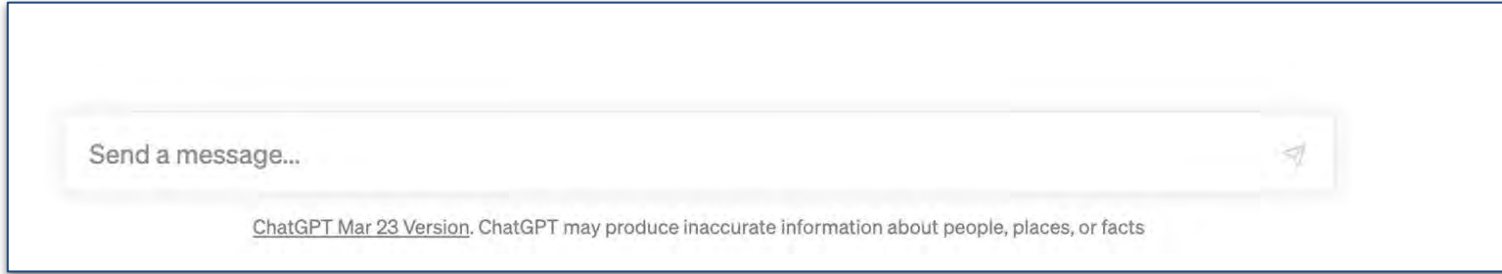 Send a message...
ChatGPT Mar 23 Version. ChatGPT may produce inaccurate information about people, places, or facts